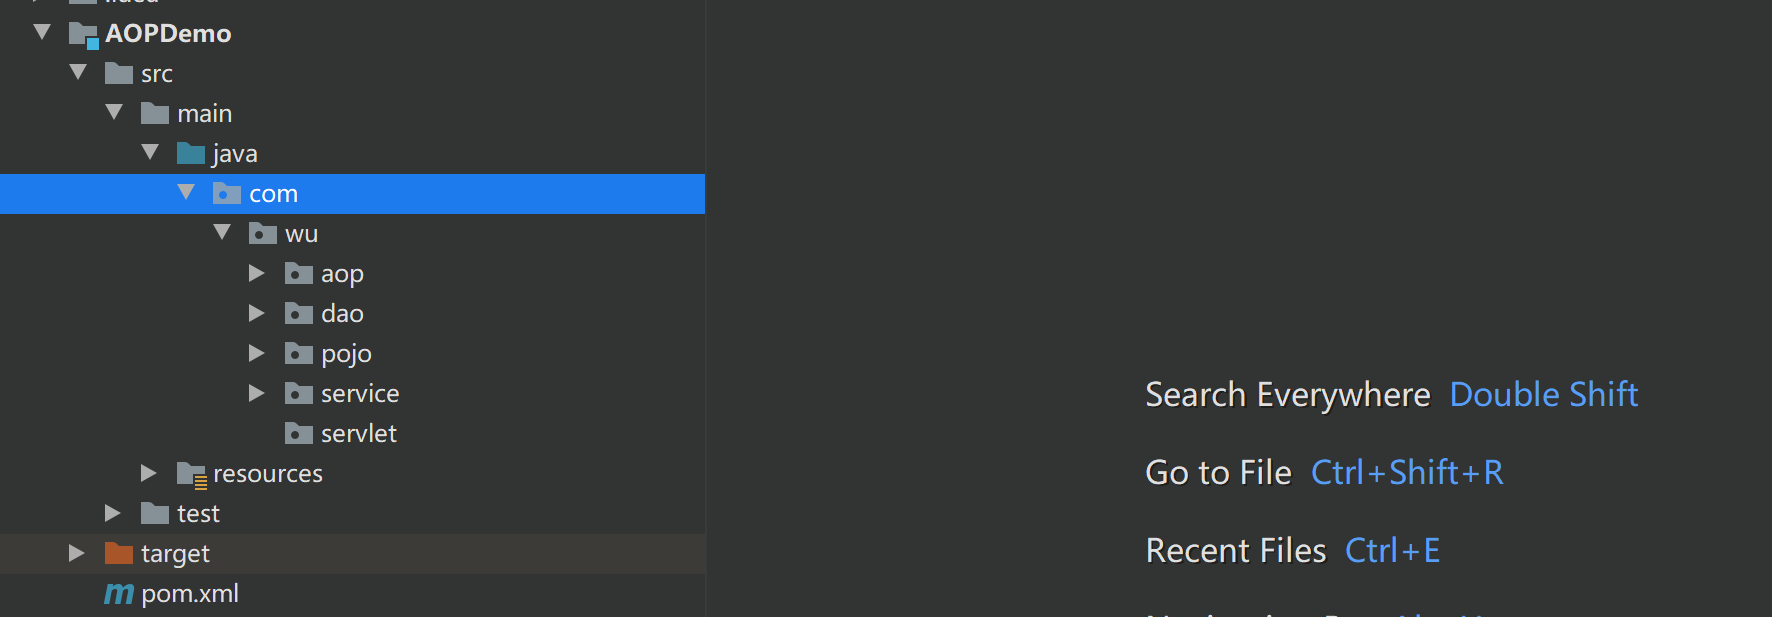 AOPDemo
src
main
java
com
wu
aop
dao
pojo
service
servlet
resources
test
target
m pom.xml
Search Everywhere Double Shift
Go to File Ctrl+Shift+R
Recent Files Ctrl+E